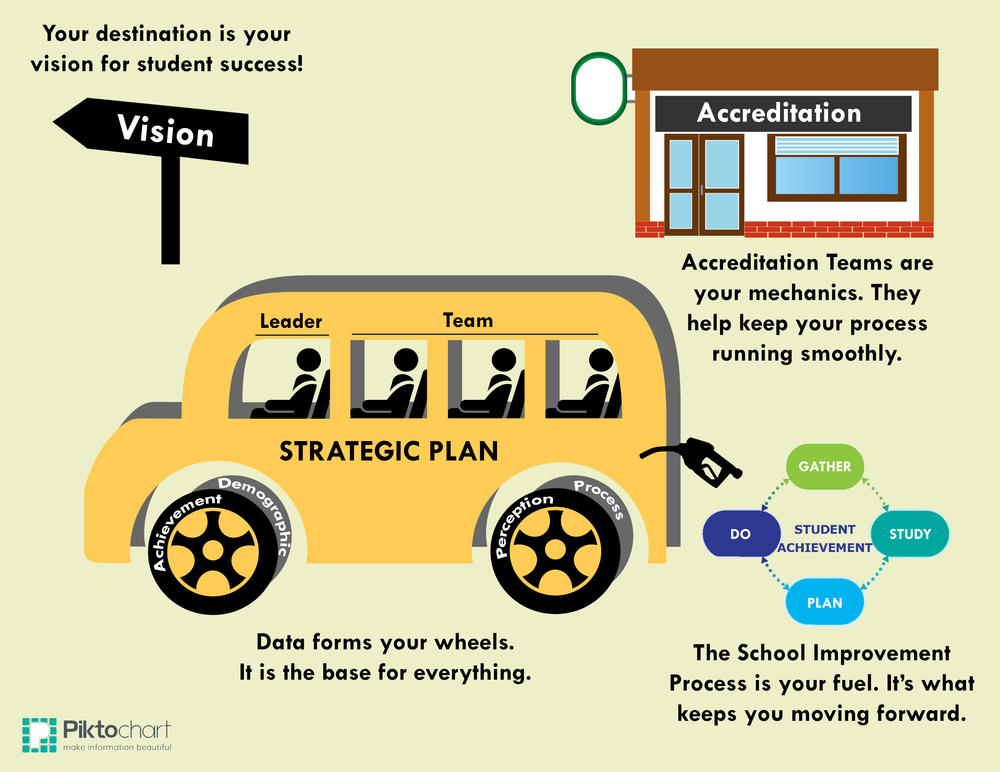 Your destination is your
vision for student success!
Vision
Accreditation
Accreditation Teams are
your mechanics. They
help keep your process
running smoothly.
Leader
Team
STRATEGIC PLAN
Achievement
Demographic
Perception
Process
GATHER
DO
STUDENT
ACHIEVEMENT
STUDY
PLAN
Data forms your wheels.
It is the base for everything.
The School Improvement
Process is your fuel. It's what
keeps you moving forward.
Piktochart
make information beautiful